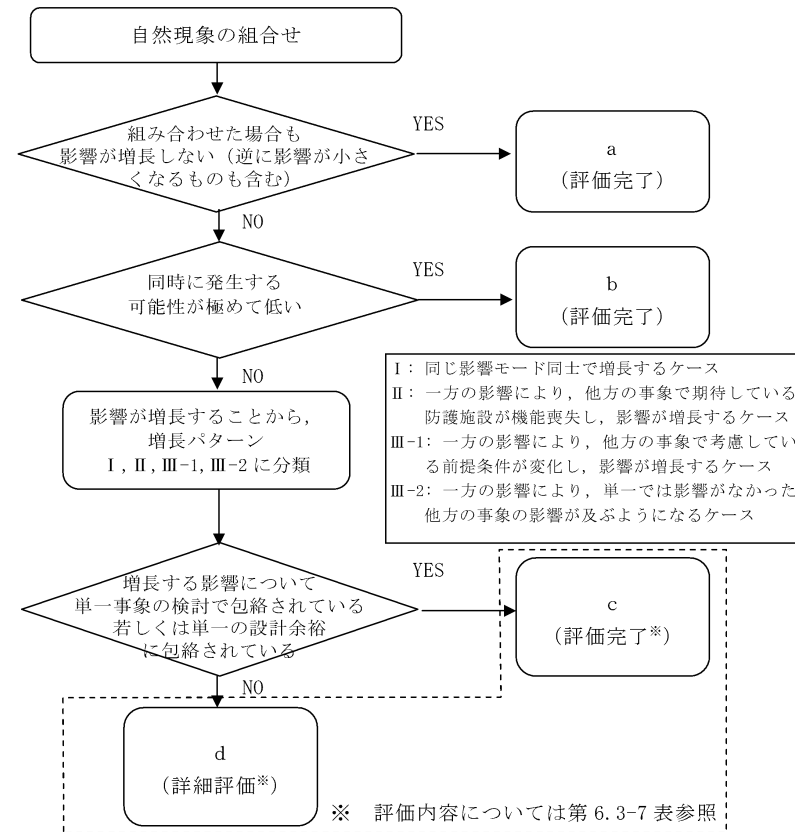 自然現象の組合せ
組み合わせた場合も
影響が増長しない（逆に影響が小さ
くなるものも含む）
YES
a
（評価完了）
NO
同時に発生する
可能性が極めて低い
YES
b
（評価完了）
NO
影響が増長することから，
増長パターン
Ⅰ,Ⅱ,Ⅲ-1,Ⅲ-2 に分類
Ⅰ： 同じ影響モード同士で増長するケース
Ⅱ： 一方の影響により，他方の事象で期待している
防護施設が機能喪失し，影響が増長するケース
Ⅲ-1： 一方の影響により，他方の事象で考慮してい
る前提条件が変化し，影響が増長するケース
Ⅲ-2： 一方の影響により，単一では影響がなかった
他方の事象の影響が及ぶようになるケース
増長する影響について
単一事象の検討で包絡されている
若しくは単一の設計余裕
に包絡されている
YES
c
（評価完了※）
NO
d
（詳細評価※）
※ 評価内容については第 6.3-7 表参照